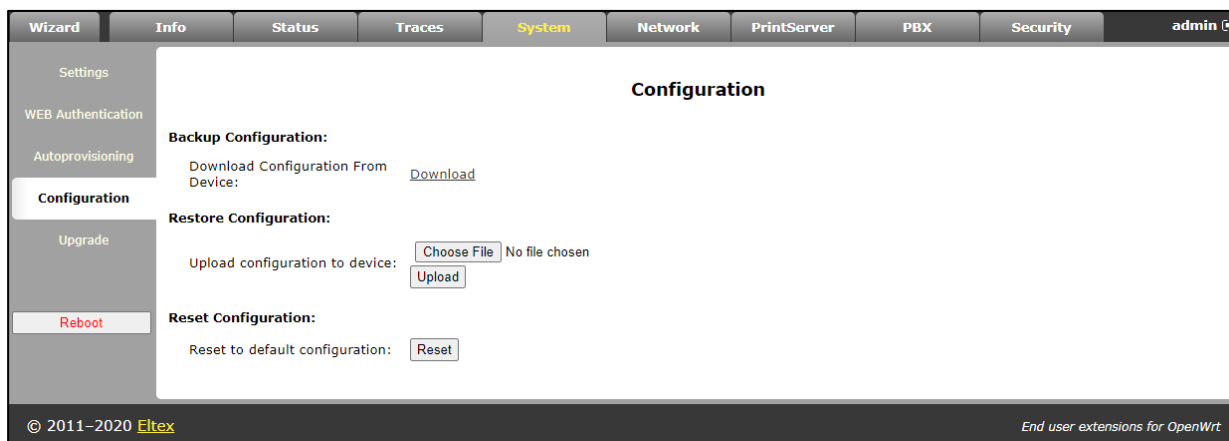 Wizard Info Status Traces System Network PrintServer PBX Security admin
Settings
WEB Authentication
Autoprovisioning
Configuration
Upgrade
Reboot
Configuration
Backup Configuration:
Download Configuration From
Device:
Download
Restore Configuration:
Upload configuration to device:
Choose File No file chosen
Upload
Reset Configuration:
Reset to default configuration:
Reset
© 2011–2020 Eltex
End user extensions for OpenWrt